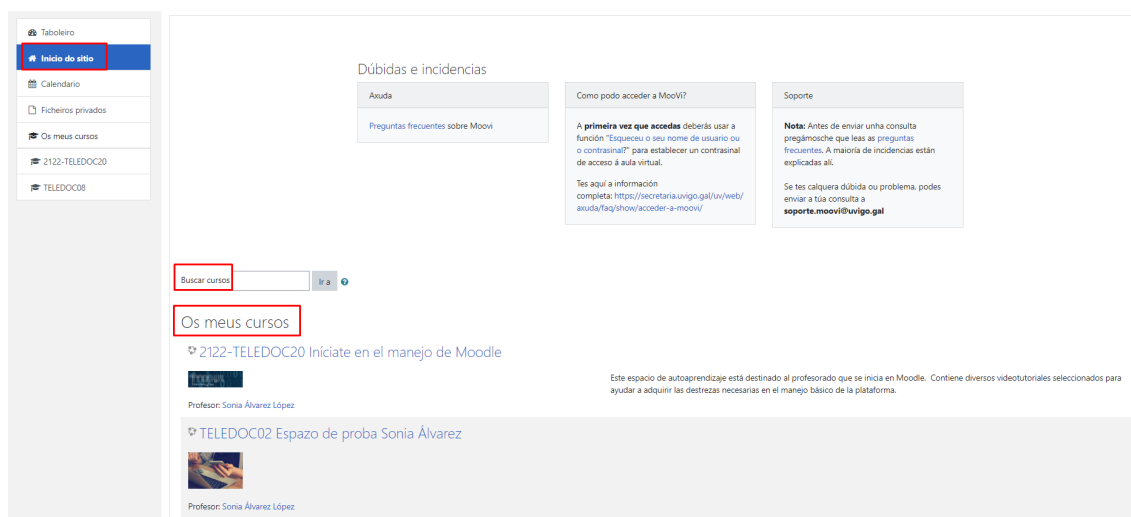 Taboleiro
Inicio do sitio
Calendario
Ficheiros privados
Os meus cursos
2122-TELEDOC20
TELEDOC08
Dúbidas e incidencias
Axuda
Preguntas frecuentes sobre Moovi
Como podo acceder a MooVi?
A primeira vez que accedas deberás usar a
función "Esqueceu o seu nome de usuario ou
o contrasinal?" para establecer un contrasinal
de acceso á aula virtual.
Tes aquí a información
completa: https://secretaria.uvigo.gal/uv/web/
axuda/faq/show/acceder-a-moovi/
Soporte
Nota: Antes de enviar unha consulta
pregámosche que leas as preguntas
frecuentes. A maioría de incidencias están
explicadas alí.
Se tes calquera dúbida ou problema, podes
enviar a túa consulta a
soporte.moovi@uvigo.gal
Buscar cursos
Ir a
Os meus cursos
2122-TELEDOC20 Iníciate en el manejo de Moodle
Este espacio de autoaprendizaje está destinado al profesorado que se inicia en Moodle. Contiene diversos videotutoriales seleccionados para
ayudar a adquirir las destrezas necesarias en el manejo básico de la plataforma.
Profesor: Sonia Álvarez López
TELEDOC02 Espazo de proba Sonia Álvarez
Profesor: Sonia Álvarez López